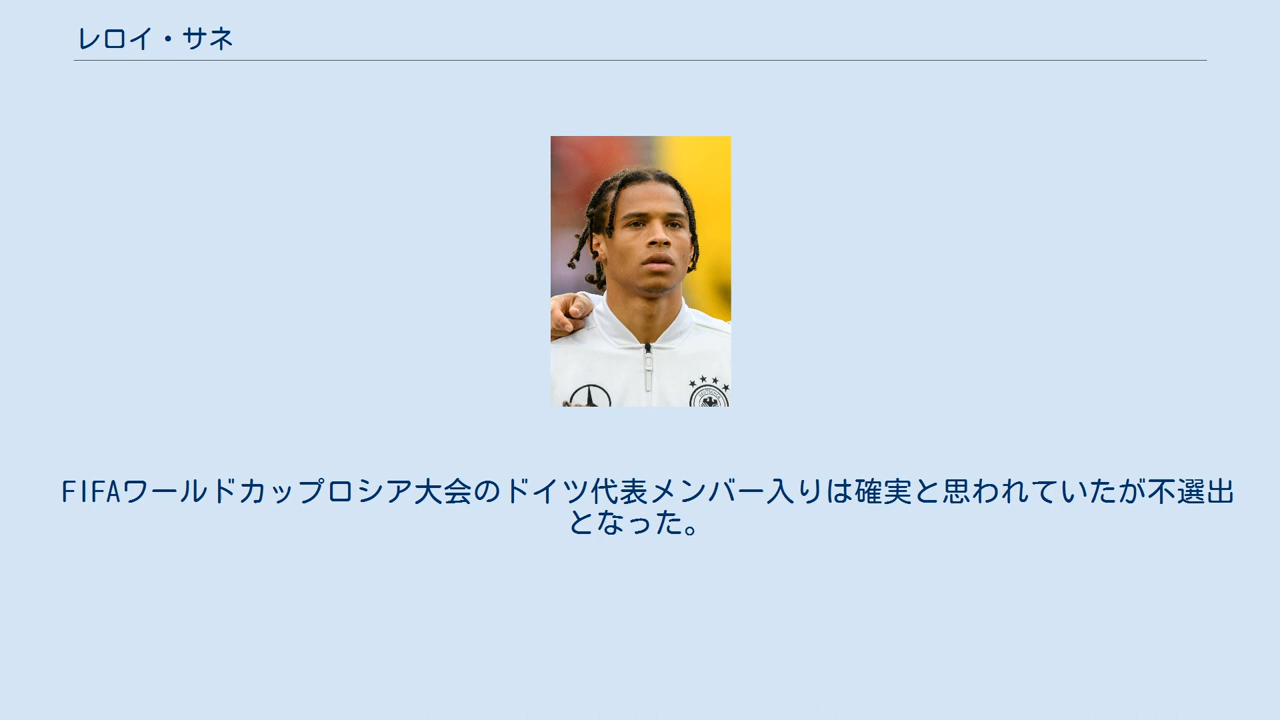 レロイ・サネ
FIFAワールドカップロシア大会のドイツ代表メンバー入りは確実と思われていたが不選出
となった。